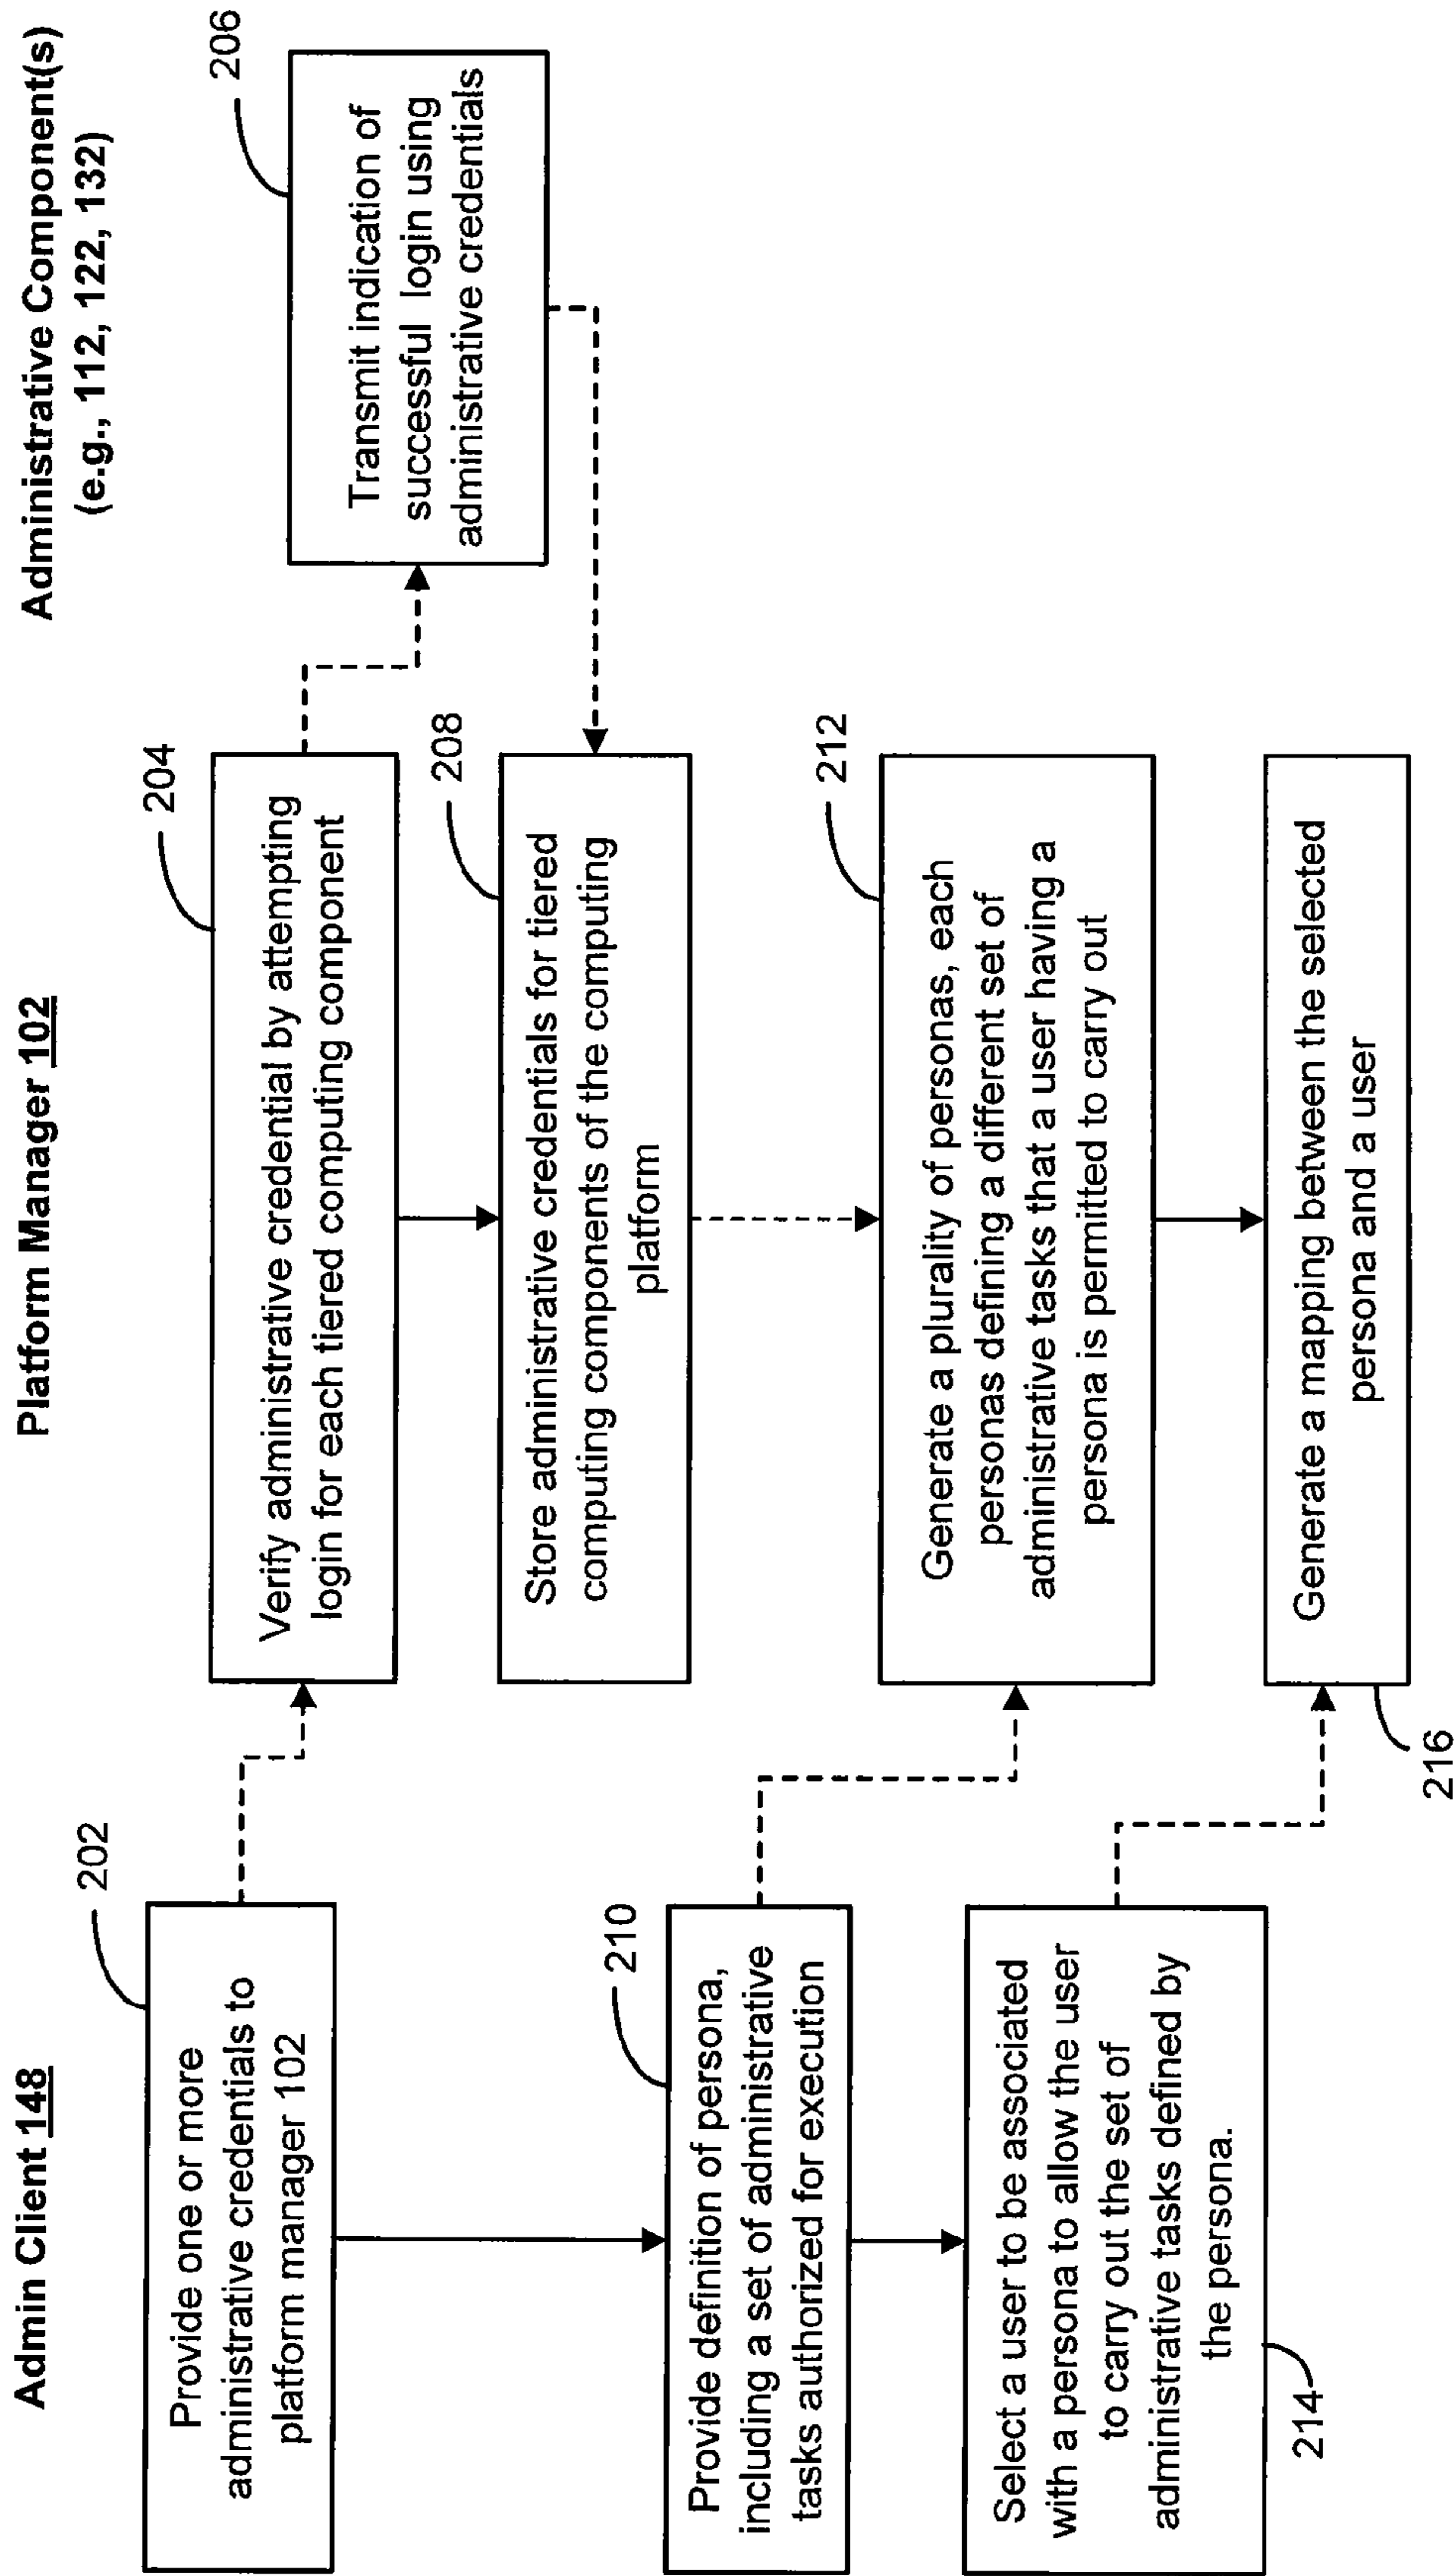 Admin Client 148
Platform Manager 102
Administrative Component(s)
(e.g., 112, 122, 132)
202
Provide one or more
administrative credentials to
platform manager 102
204
Verify administrative credential by attempting
login for each tiered computing component
206
Transmit indication of
successful login using
administrative credentials
208
Store administrative credentials for tiered
computing components of the computing
platform
210
Provide definition of persona,
including a set of administrative
tasks authorized for execution
212
Generate a plurality of personas, each
personas defining a different set of
administrative tasks that a user having a
persona is permitted to carry out
214
Select a user to be associated
with a persona to allow the user
to carry out the set of
administrative tasks defined by
the persona.
216
Generate a mapping between the selected
persona and a user